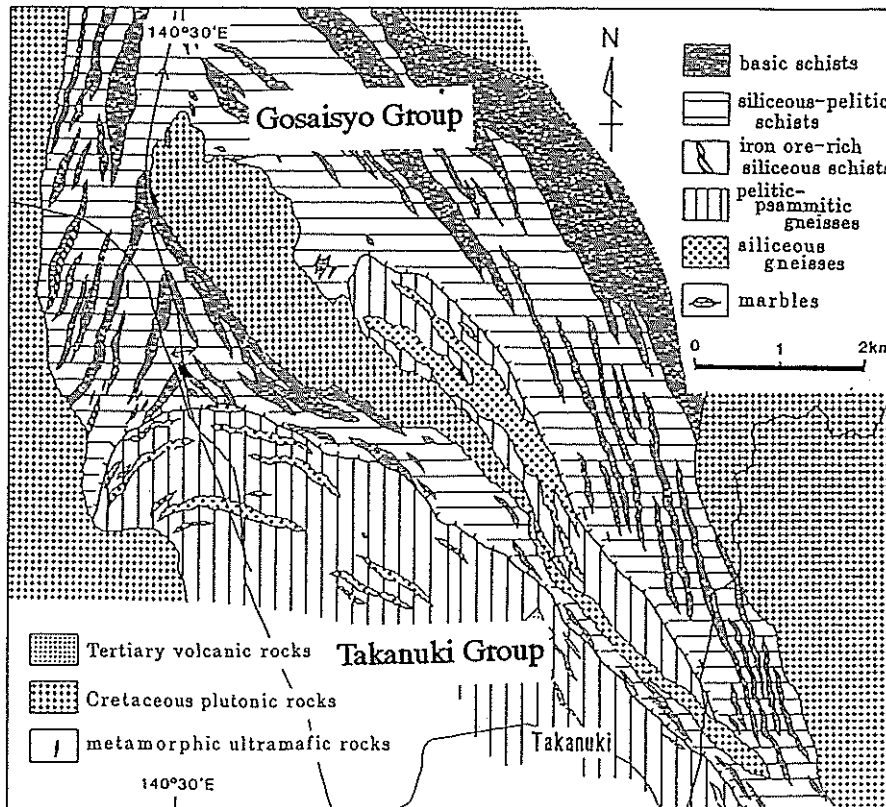 140°30'E
N
Gosaisyo Group
basic schists
siliceous-pelitic
schists
iron ore-rich
siliceous schists
pelitic-
psammitic
gneisses
siliceous
gneisses
marbles
0 1 2km
Tertiary volcanic rocks
Cretaceous plutonic rocks
metamorphic ultramafic rocks
Takanuki Group
Takanuki
140°30'E